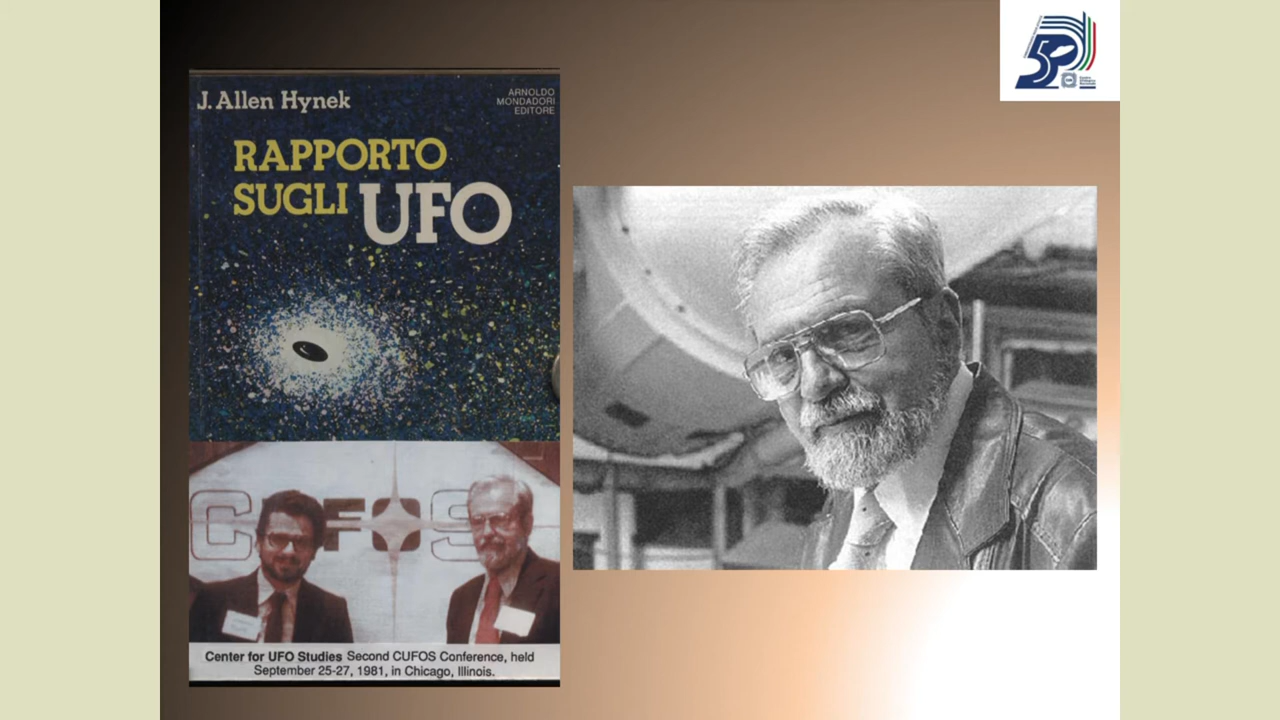 J. Allen Hynek
ARNOLDO
MONDADORI
EDITORE
RAPPORTO
SUGLI UFO
CUFOS
Center for UFO Studies Second CUFOS Conference, held
September 25-27, 1981, in Chicago, Illinois.
50